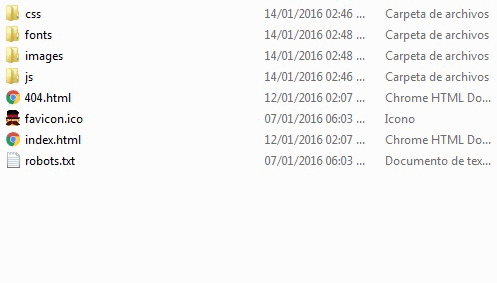 css 14/01/2016 02:46 ... Carpeta de archivos
fonts 14/01/2016 02:48 ... Carpeta de archivos
images 14/01/2016 02:48 ... Carpeta de archivos
js 14/01/2016 02:46 ... Carpeta de archivos
404.html 12/01/2016 02:07 ... Chrome HTML Do...
favicon.ico 07/01/2016 06:03 ... Icono
index.html 12/01/2016 02:07 ... Chrome HTML Do...
robots.txt 07/01/2016 06:03 ... Documento de tex...